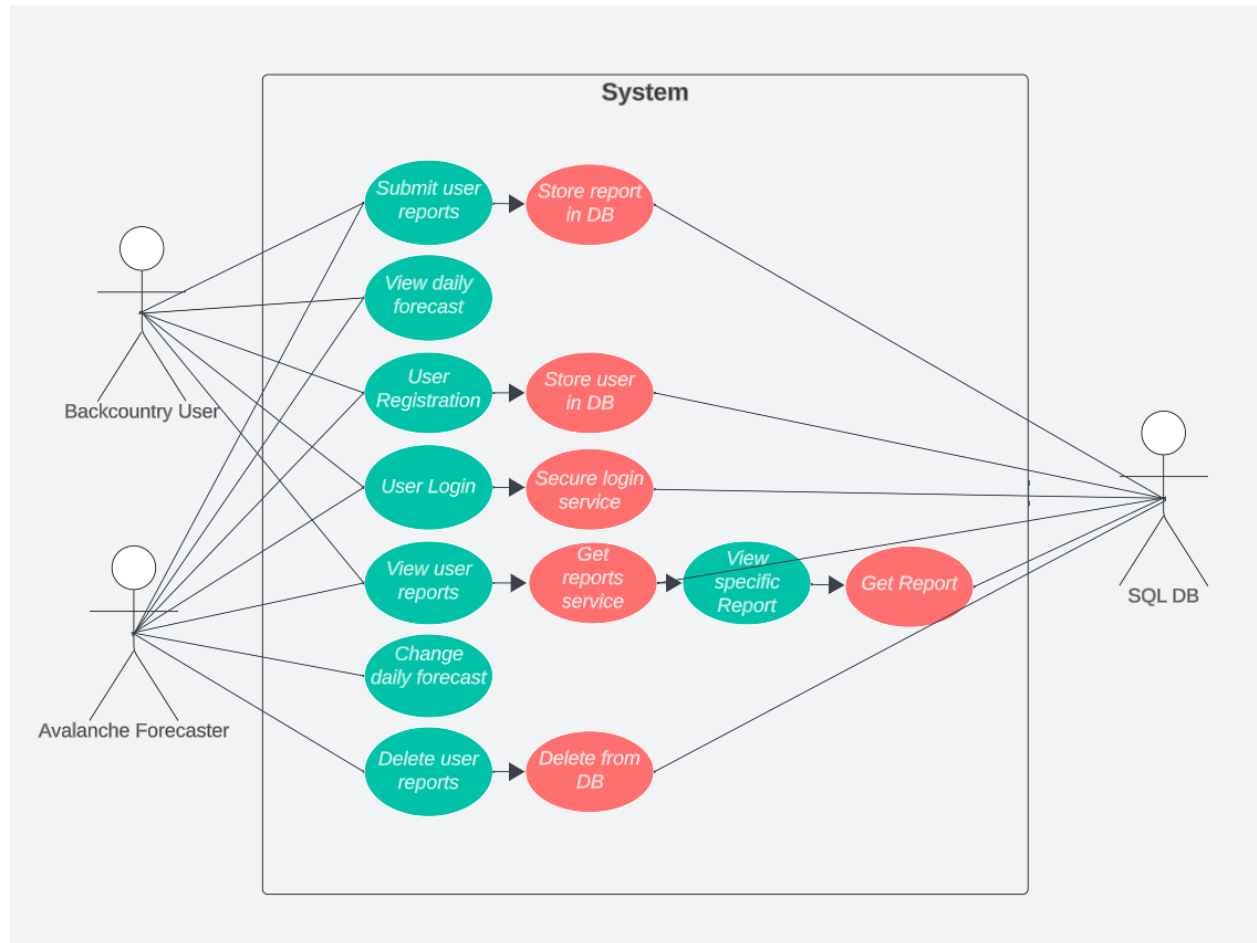 System
Submit user
reports
Store report
in DB
View daily
forecast
Backcountry User
User
Registration
Store user
in DB
User Login
Secure login
service
View user
reports
Get
reports
service
View
specific
Report
Get Report
SQL DB
Change
daily forecast
Avalanche Forecaster
Delete user
reports
Delete from
DB